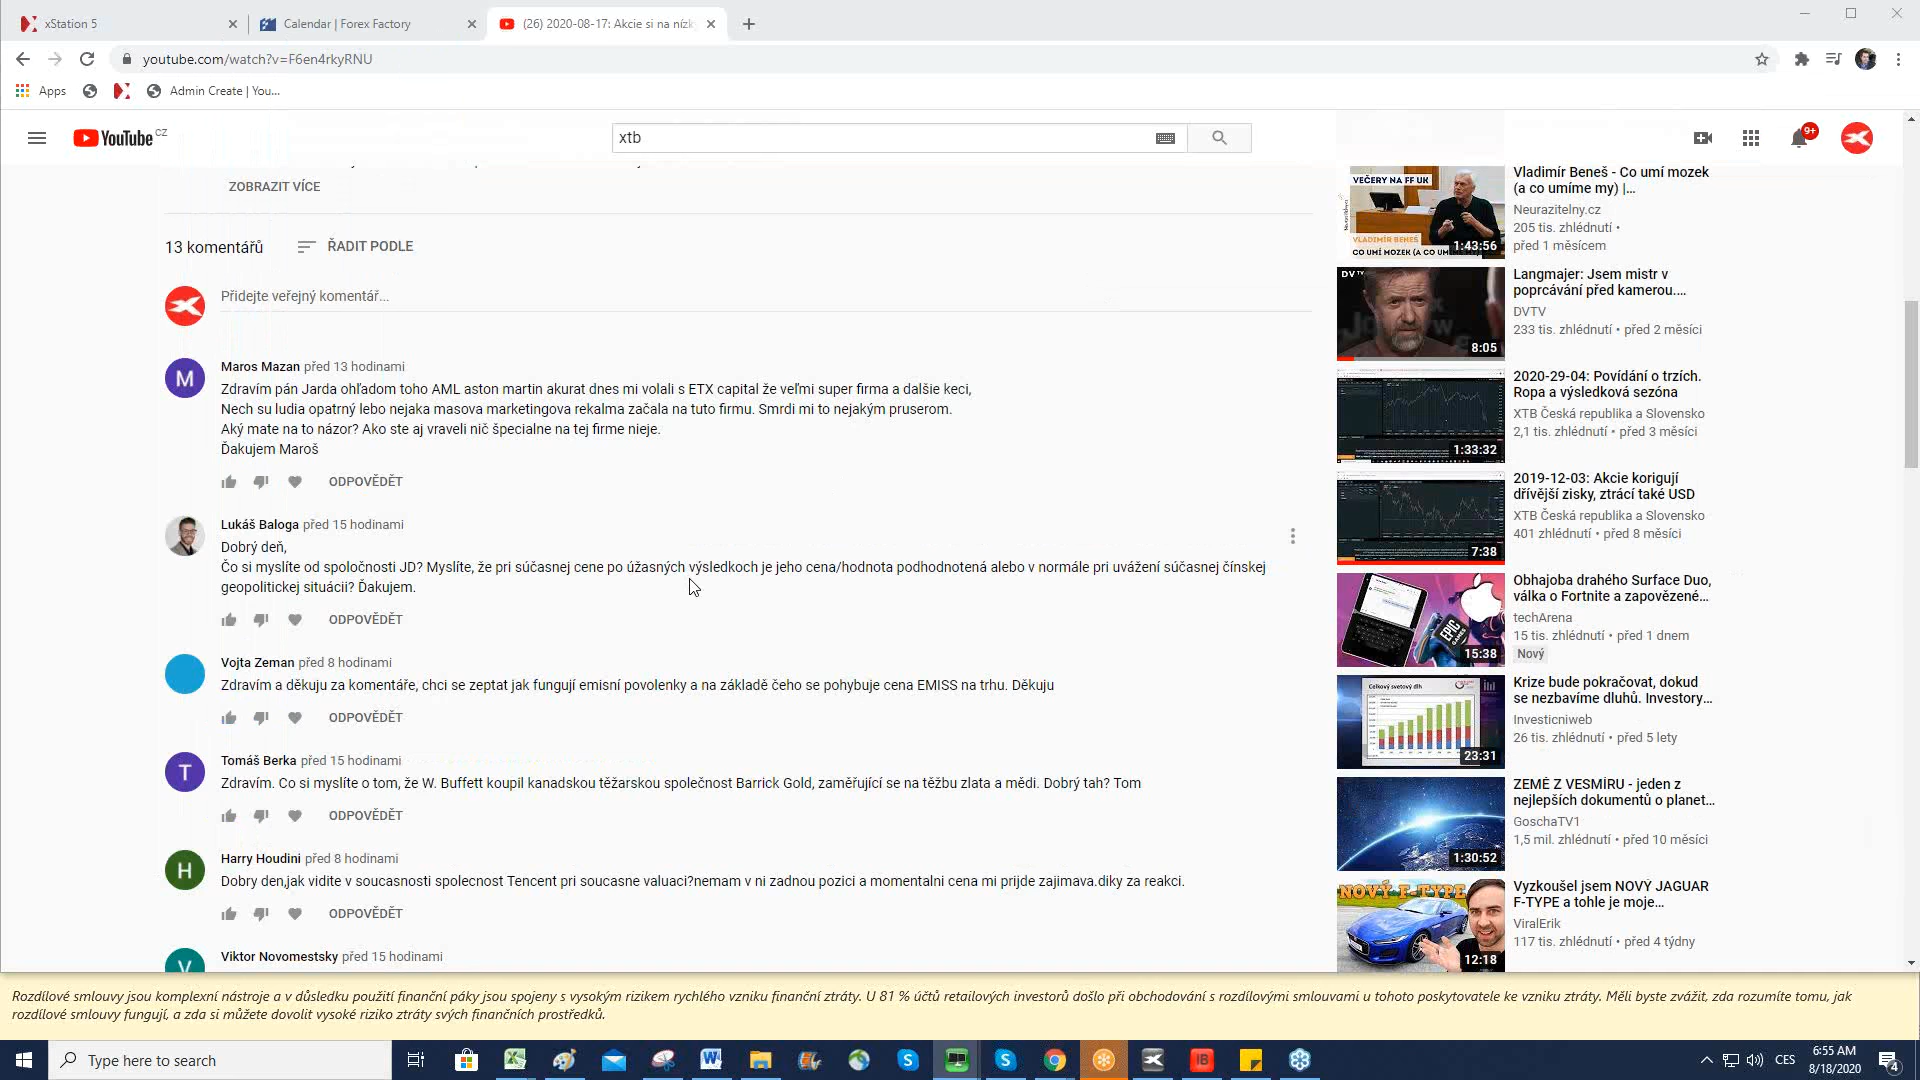 xStation 5
Calendar | Forex Factory
(26) 2020-08-17: Akcie si na nízk
youtube.com/watch?v=F6en4rkyRNU
Apps
Admin Create | You...
YouTube CZ
xtb
9+
ZOBRAZIT VÍCE
13 komentářů
ŘADIT PODLE
Přidejte veřejný komentář...
M
Maros Mazan před 13 hodinami
Zdravím pán Jarda ohľadom toho AML aston martin akurat dnes mi volali s ETX capital že veľmi super firma a dalšie keci,
Nech su ludia opatrný lebo nejaka masova marketingova rekalma začala na tuto firmu. Smrdi mi to nejakým pruserom.
Aký mate na to názor? Ako ste aj vraveli nič špecialne na tej firme nieje.
Ďakujem Maroš
ODPOVĚDĚT
Lukáš Baloga před 15 hodinami
Dobrý deň,
Čo si myslíte od spoločnosti JD? Myslíte, že pri súčasnej cene po úžasných výsledkoch je jeho cena/hodnota podhodnotená alebo v normále pri uvážení súčasnej čínskej
geopolitickej situácii? Ďakujem.
ODPOVĚDĚT
Vojta Zeman před 8 hodinami
Zdravím a děkuju za komentáře, chci se zeptat jak fungují emisní povolenky a na základě čeho se pohybuje cena EMISS na trhu. Děkuju
ODPOVĚDĚT
T
Tomáš Berka před 15 hodinami
Zdravím. Co si myslíte o tom, že W. Buffett koupil kanadskou těžarskou společnost Barrick Gold, zaměřující se na těžbu zlata a mědi. Dobrý tah? Tom
ODPOVĚDĚT
H
Harry Houdini před 8 hodinami
Dobry den,jak vidite v soucasnosti spolecnost Tencent pri soucasne valuaci?nemam v ni zadnou pozici a momentalni cena mi prijde zajimava.diky za reakci.
ODPOVĚDĚT
V
Viktor Novomestsky před 15 hodinami
VEČERY NA FF UK
VLADIMÍR BENEŠ
CO UMÍ MOZEK (A CO UM
1:43:56
Vladimír Beneš - Co umí mozek
(a co umíme my) |...
Neurazitelny.cz
205 tis. zhlédnutí •
před 1 měsícem
DVTV
8:05
Langmajer: Jsem mistr v
poprcávání před kamerou....
DVTV
233 tis. zhlédnutí • před 2 měsíci
1:33:32
2020-29-04: Povídání o trzích.
Ropa a výsledková sezóna
XTB Česká republika a Slovensko
2,1 tis. zhlédnutí • před 3 měsíci
7:38
2019-12-03: Akcie korigují
dřívější zisky, ztrácí také USD
XTB Česká republika a Slovensko
401 zhlédnutí • před 8 měsíci
EPIC
GAMES
15:38
Obhajoba drahého Surface Duo,
válka o Fortnite a zapovězené...
techArena
15 tis. zhlédnutí • před 1 dnem
Nový
Celkový světový dluh
23:31
Krize bude pokračovat, dokud
se nezbavíme dluhů. Investory...
Investicniweb
26 tis. zhlédnutí • před 5 lety
1:30:52
ZEMĚ Z VESMÍRU - jeden z
nejlepších dokumentů o planet...
GoschaTV1
1,5 mil. zhlédnutí • před 10 měsíci
NOVÝ F-TYPE
12:18
Vyzkoušel jsem NOVÝ JAGUAR
F-TYPE a tohle je moje...
ViralErik
117 tis. zhlédnutí • před 4 týdny
Rozdílové smlouvy jsou komplexní nástroje a v důsledku použití finanční páky jsou spojeny s vysokým rizikem rychlého vzniku finanční ztráty. U 81 % účtů retailových investorů došlo při obchodování s rozdílovými smlouvami u tohoto poskytovatele ke vzniku ztráty. Měli byste zvážit, zda rozumíte tomu, jak
rozdílové smlouvy fungují, a zda si můžete dovolit vysoké riziko ztráty svých finančních prostředků.
Type here to search
CES
6:55 AM
8/18/2020
4